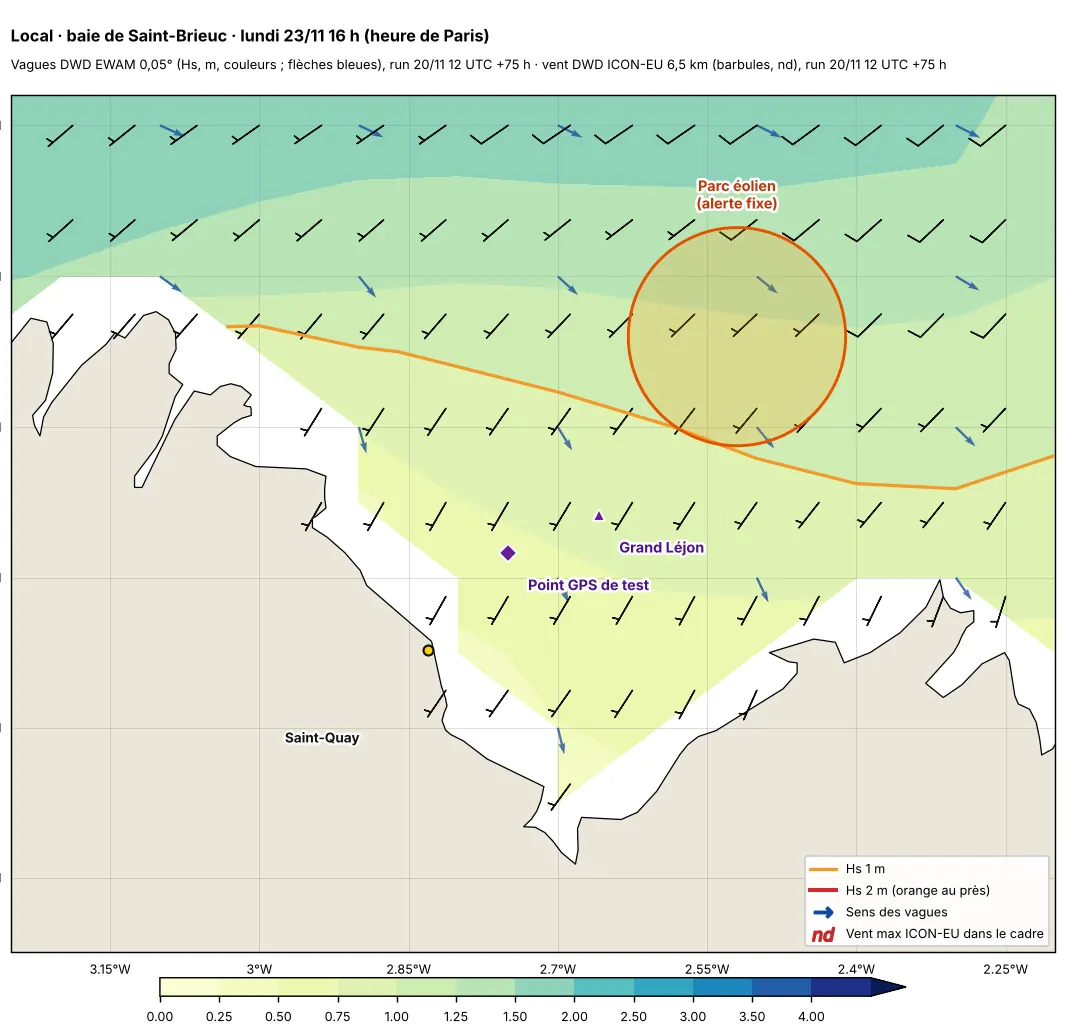 Local · baie de Saint-Brieuc · lundi 23/11 16 h (heure de Paris)
Vagues DWD EWAM 0,05° (Hs, m, couleurs ; flèches bleues), run 20/11 12 UTC +75 h · vent DWD ICON-EU 6,5 km (barbules, nd), run 20/11 12 UTC +75 h
Parc éolien
(alerte fixe)
Grand Léjon
Point GPS de test
Saint-Quay
Hs 1 m
Hs 2 m (orange au près)
Sens des vagues
nd Vent max ICON-EU dans le cadre
3.15°W 3°W 2.85°W 2.7°W 2.55°W 2.4°W 2.25°W
0.00 0.25 0.50 0.75 1.00 1.25 1.50 2.00 2.50 3.00 3.50 4.00